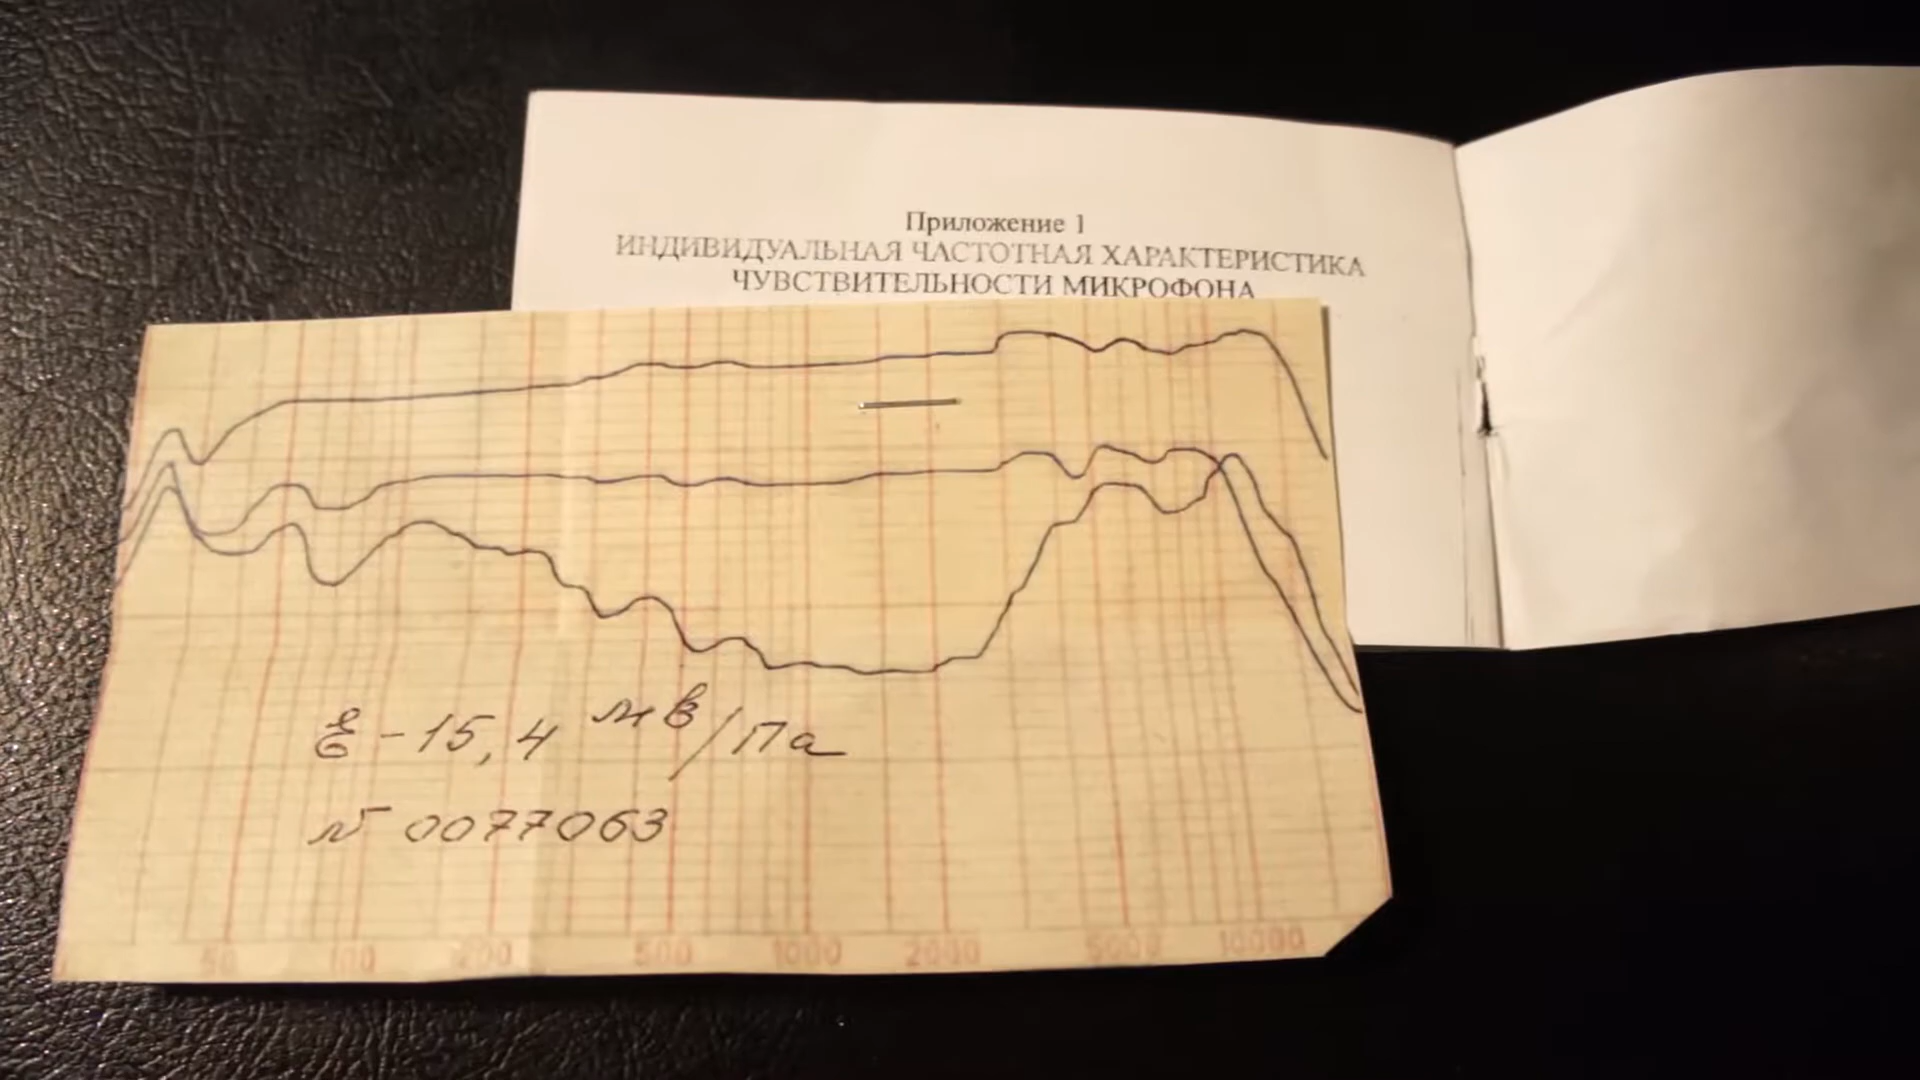 Приложение 1
ИНДИВИДУАЛЬНАЯ ЧАСТОТНАЯ ХАРАКТЕРИСТИКА
ЧУВСТВИТЕЛЬНОСТИ МИКРОФОНА
Ɛ - 15,4 мв/Па
№ 0077063
50 100 200 500 1000 2000 5000 10000